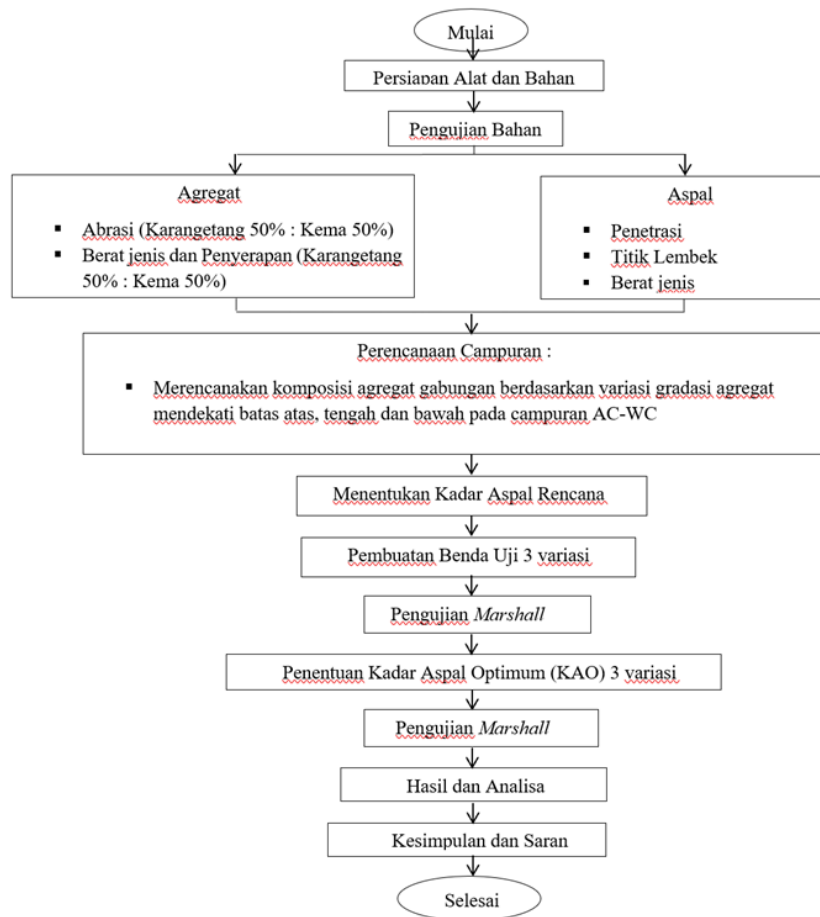 Mulai
Persiapan Alat dan Bahan
Pengujian Bahan
Agregat
▪ Abrasi (Karangetang 50% : Kema 50%)
▪ Berat jenis dan Penyerapan (Karangetang
50% : Kema 50%)
Aspal
▪ Penetrasi
▪ Titik Lembek
▪ Berat jenis
Perencanaan Campuran :
▪ Merencanakan komposisi agregat gabungan berdasarkan variasi gradasi agregat
mendekati batas atas, tengah dan bawah pada campuran AC-WC
Menentukan Kadar Aspal Rencana
Pembuatan Benda Uji 3 variasi
Pengujian Marshall
Penentuan Kadar Aspal Optimum (KAO) 3 variasi
Pengujian Marshall
Hasil dan Analisa
Kesimpulan dan Saran
Selesai